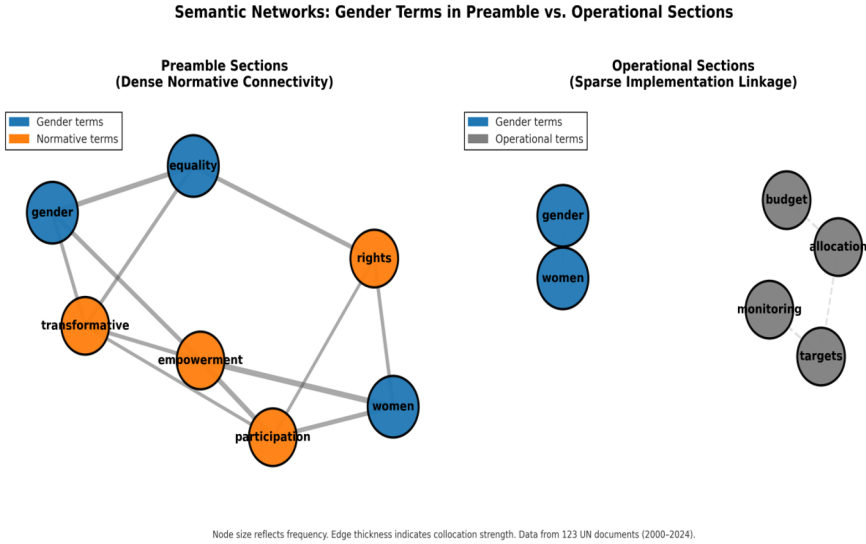 Semantic Networks: Gender Terms in Preamble vs. Operational Sections
Preamble Sections
(Dense Normative Connectivity)
Gender terms
Normative terms
equality
gender
rights
transformative
empowerment
women
participation
Operational Sections
(Sparse Implementation Linkage)
Gender terms
Operational terms
gender
women
budget
allocation
monitoring
targets
Node size reflects frequency. Edge thickness indicates collocation strength. Data from 123 UN documents (2000–2024).